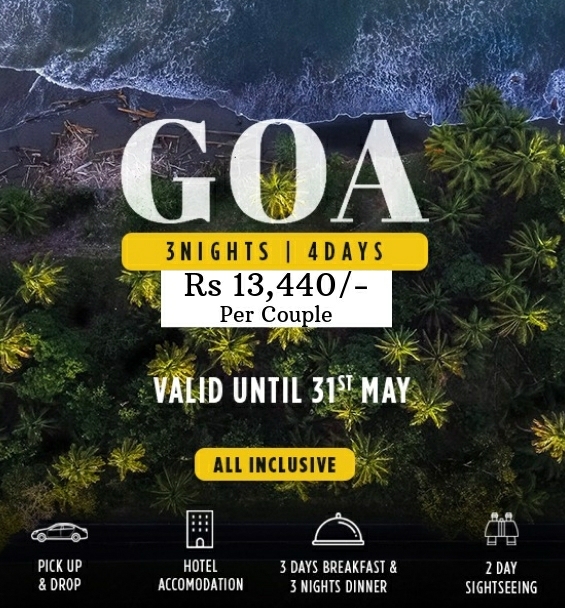 GOA
3NIGHTS | 4DAYS
Rs 13,440/-
Per Couple
VALID UNTIL 31ST MAY
ALL INCLUSIVE
PICK UP
& DROP
HOTEL
ACCOMODATION
3 DAYS BREAKFAST &
3 NIGHTS DINNER
2 DAY
SIGHTSEEING